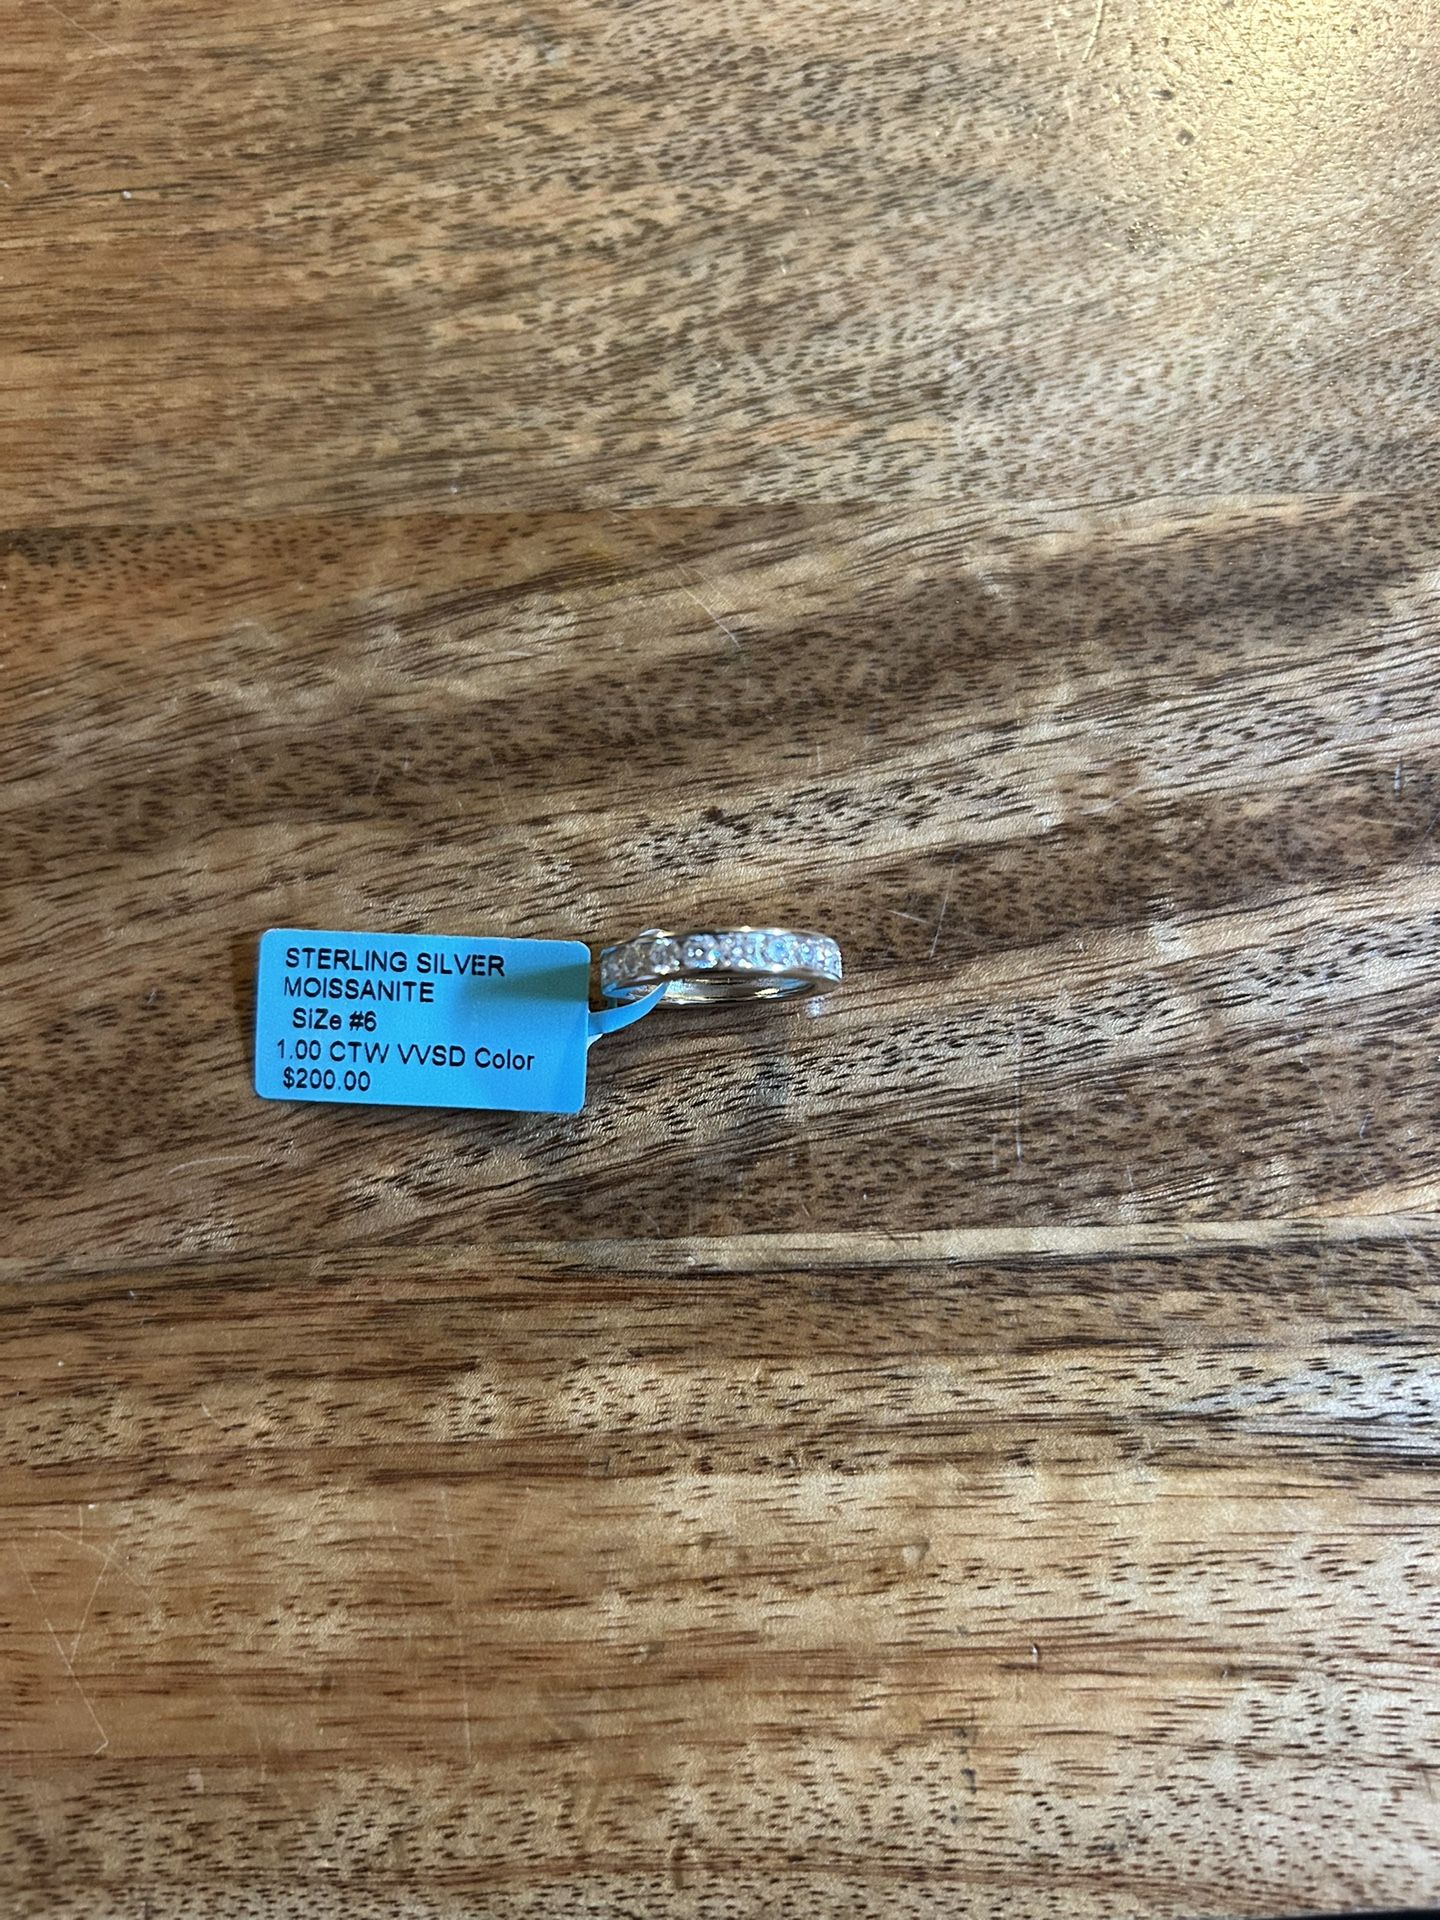 STERLING SILVER
MOISSANITE
SiZe #6
1.00 CTW VVSD Color
$200.00